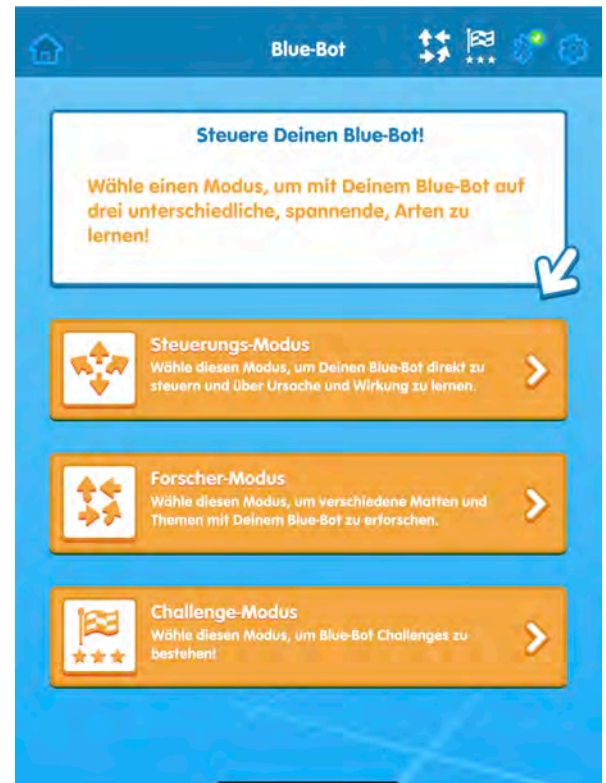 Blue-Bot
Steuere Deinen Blue-Bot!
Wähle einen Modus, um mit Deinem Blue-Bot auf
drei unterschiedliche, spannende, Arten zu
lernen!
Steuerungs-Modus
Wähle diesen Modus, um Deinen Blue-Bot direkt zu
steuern und über Ursache und Wirkung zu lernen.
Forscher-Modus
Wähle diesen Modus, um verschiedene Matten und
Themen mit Deinem Blue-Bot zu erforschen.
Challenge-Modus
Wähle diesen Modus, um Blue-Bot Challenges zu
bestehen!